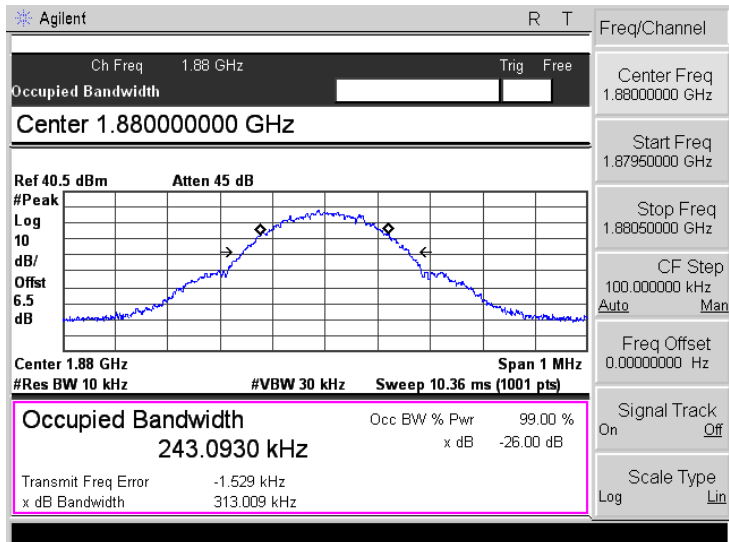 Agilent R T
Ch Freq 1.88 GHz Trig Free
Occupied Bandwidth
Center 1.880000000 GHz
Ref 40.5 dBm Atten 45 dB
#Peak
Log
10
dB/
Offst
6.5
dB
Center 1.88 GHz Span 1 MHz
#Res BW 10 kHz #VBW 30 kHz Sweep 10.36 ms (1001 pts)
Occupied Bandwidth Occ BW % Pwr 99.00 %
243.0930 kHz x dB -26.00 dB
Transmit Freq Error -1.529 kHz
x dB Bandwidth 313.009 kHz
Freq/Channel
Center Freq
1.88000000 GHz
Start Freq
1.87950000 GHz
Stop Freq
1.88050000 GHz
CF Step
100.000000 kHz
Auto Man
Freq Offset
0.00000000 Hz
Signal Track
On Off
Scale Type
Log Lin